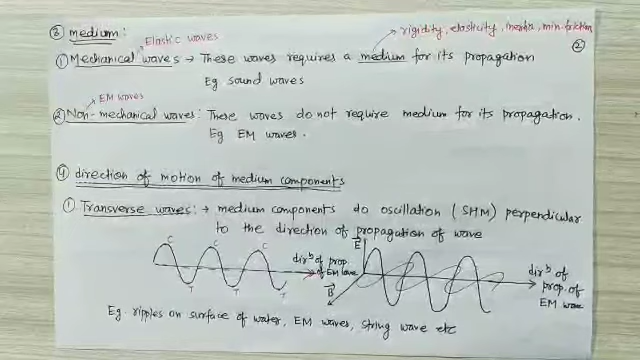 ③ medium:
→ rigidity, elasticity, inertia, min. friction
②
Elastic waves
① Mechanical waves → These waves requires a medium for its propagation
Eg sound waves
EM waves
② Non-mechanical waves: These waves do not require medium for its propagation.
Eg EM waves.
④ direction of motion of medium components
① Transverse waves: → medium components do oscillation (SHM) perpendicular
to the direction of propagation of wave
C C C
T T T
dirⁿ of prop.
of EM wave
E
B
dirⁿ of
prop. of
EM wave
Eg. ripples on surface of water, EM waves, string wave etc